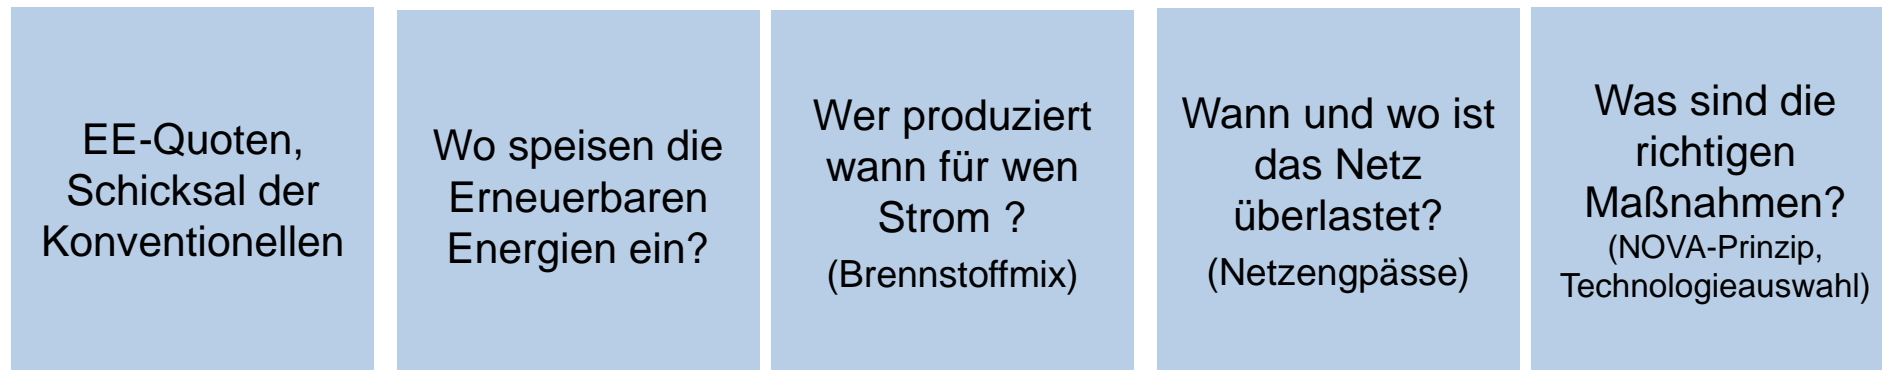 EE-Quoten,
Schicksal der
Konventionellen
Wo speisen die
Erneuerbaren
Energien ein?
Wer produziert
wann für wen
Strom ?
(Brennstoffmix)
Wann und wo ist
das Netz
überlastet?
(Netzengpässe)
Was sind die
richtigen
Maßnahmen?
(NOVA-Prinzip,
Technologieauswahl)